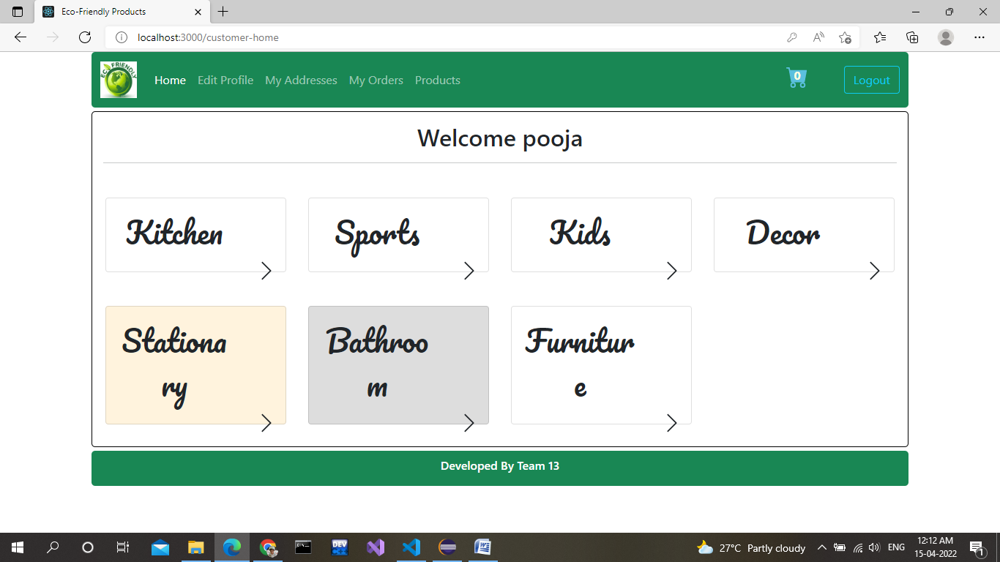 Eco-Friendly Products
localhost:3000/customer-home
ECO FRIENDLY
Home Edit Profile My Addresses My Orders Products
0
Logout
Welcome pooja
Kitchen
Sports
Kids
Decor
Stationa
ry
Bathroo
m
Furnitur
e
Developed By Team 13
DEV
27°C Partly cloudy
ENG
12:12 AM
15-04-2022
1